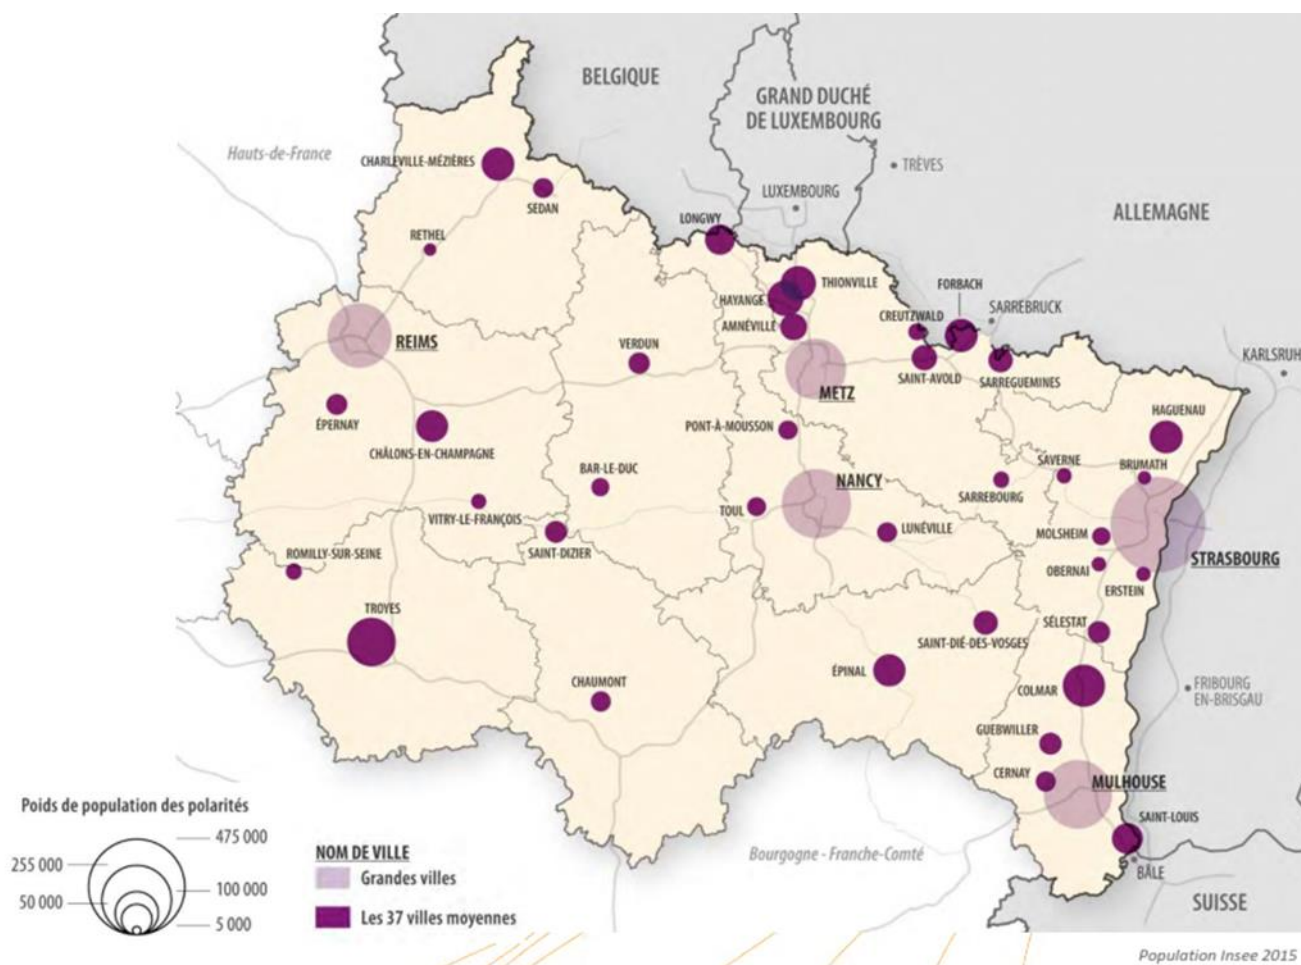 BELGIQUE
GRAND DUCHÉ
DE LUXEMBOURG
Hauts-de-France
CHARLEVILLE-MÉZIÈRES
TRÈVES
LUXEMBOURG
SEDAN
ALLEMAGNE
LONGWY
RETHEL
THIONVILLE
FORBACH
HAYANGE
SARREBRUCK
CREUTZWALD
AMNÉVILLE
REIMS
VERDUN
KARLSRUH
SAINT-AVOLD
SARREGUEMINES
METZ
HAGUENAU
ÉPERNAY
PONT-À-MOUSSON
CHÂLONS-EN-CHAMPAGNE
SAVERNE
BRUMATH
BAR-LE-DUC
NANCY
SARREBOURG
TOUL
VITRY-LE-FRANÇOIS
LUNÉVILLE
MOLSHEIM
ROMILLY-SUR-SEINE
SAINT-DIZIER
STRASBOURG
OBERNAI
ERSTEIN
TROYES
SÉLESTAT
SAINT-DIÉ-DES-VOSGES
ÉPINAL
CHAUMONT
COLMAR
FRIBOURG
EN-BRISGAU
GUEBWILLER
CERNAY
MULHOUSE
SAINT-LOUIS
Bourgogne - Franche-Comté
BÂLE
SUISSE
Poids de population des polarités
475 000
255 000
100 000
50 000
5 000
NOM DE VILLE
Grandes villes
Les 37 villes moyennes
Population Insee 2015